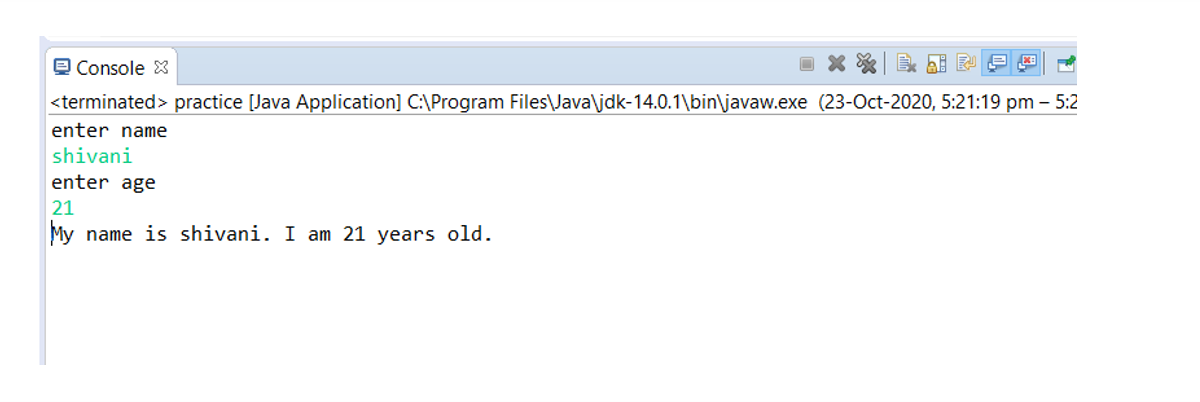 Console
<terminated> practice [Java Application] C:\Program Files\Java\jdk-14.0.1\bin\javaw.exe (23-Oct-2020, 5:21:19 pm – 5:2
enter name
shivani
enter age
21
My name is shivani. I am 21 years old.